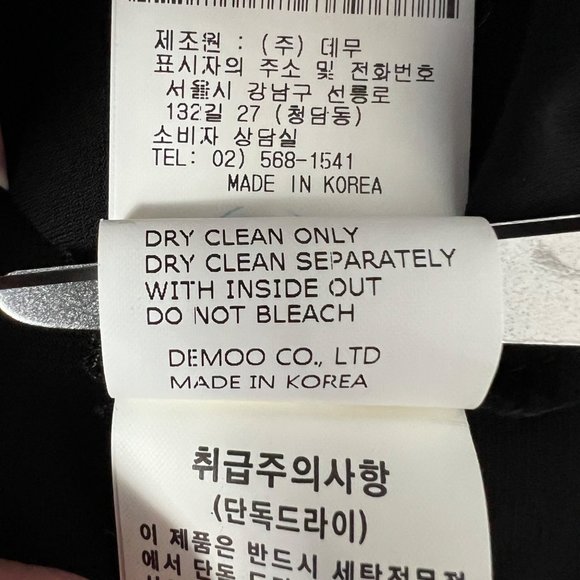 제조원 : (주) 데무
표시자의 주소 및 전화번호
서울시 강남구 선릉로
132길 27 (청담동)
소비자 상담실
TEL: 02) 568-1541
MADE IN KOREA
DRY CLEAN ONLY
DRY CLEAN SEPARATELY
WITH INSIDE OUT
DO NOT BLEACH
DEMOO CO., LTD
MADE IN KOREA
취급주의사항
(단독드라이)
이 제품은 반드시 세탁전문점
에서 단독